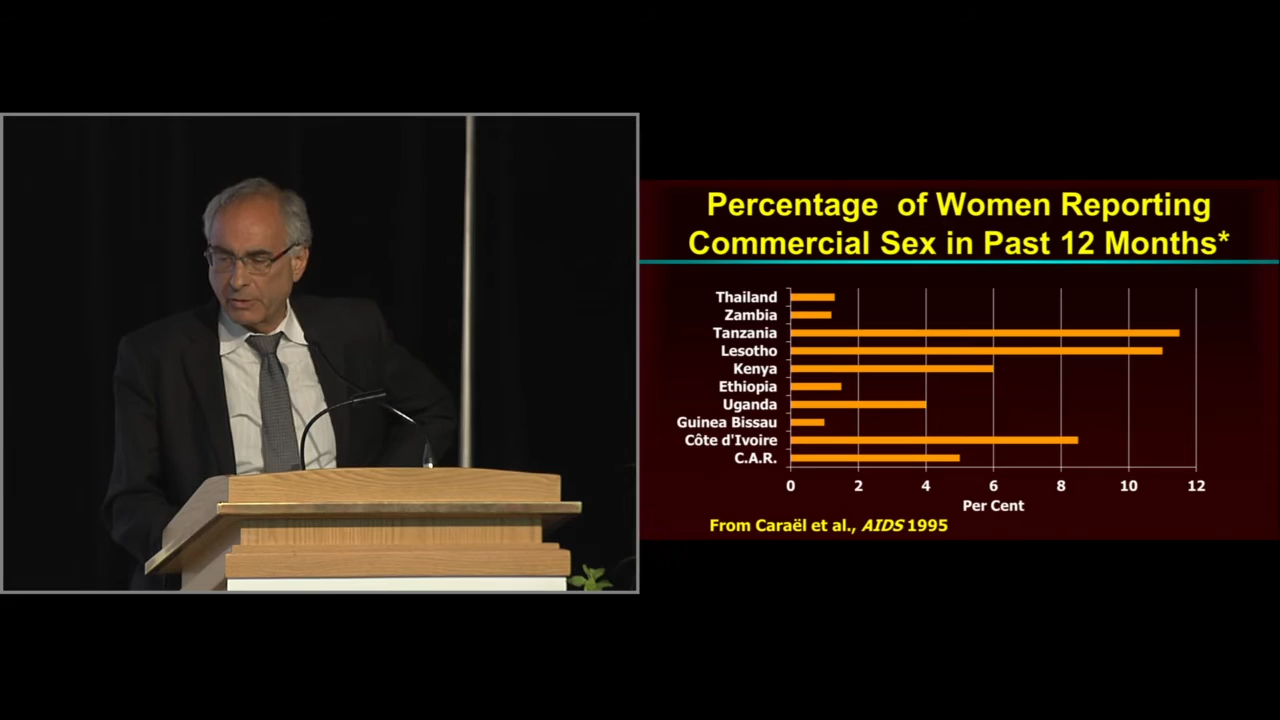 Percentage of Women Reporting
Commercial Sex in Past 12 Months*
Thailand
Zambia
Tanzania
Lesotho
Kenya
Ethiopia
Uganda
Guinea Bissau
Côte d'Ivoire
C.A.R.
0 2 4 6 8 10 12
Per Cent
From Caraël et al., AIDS 1995